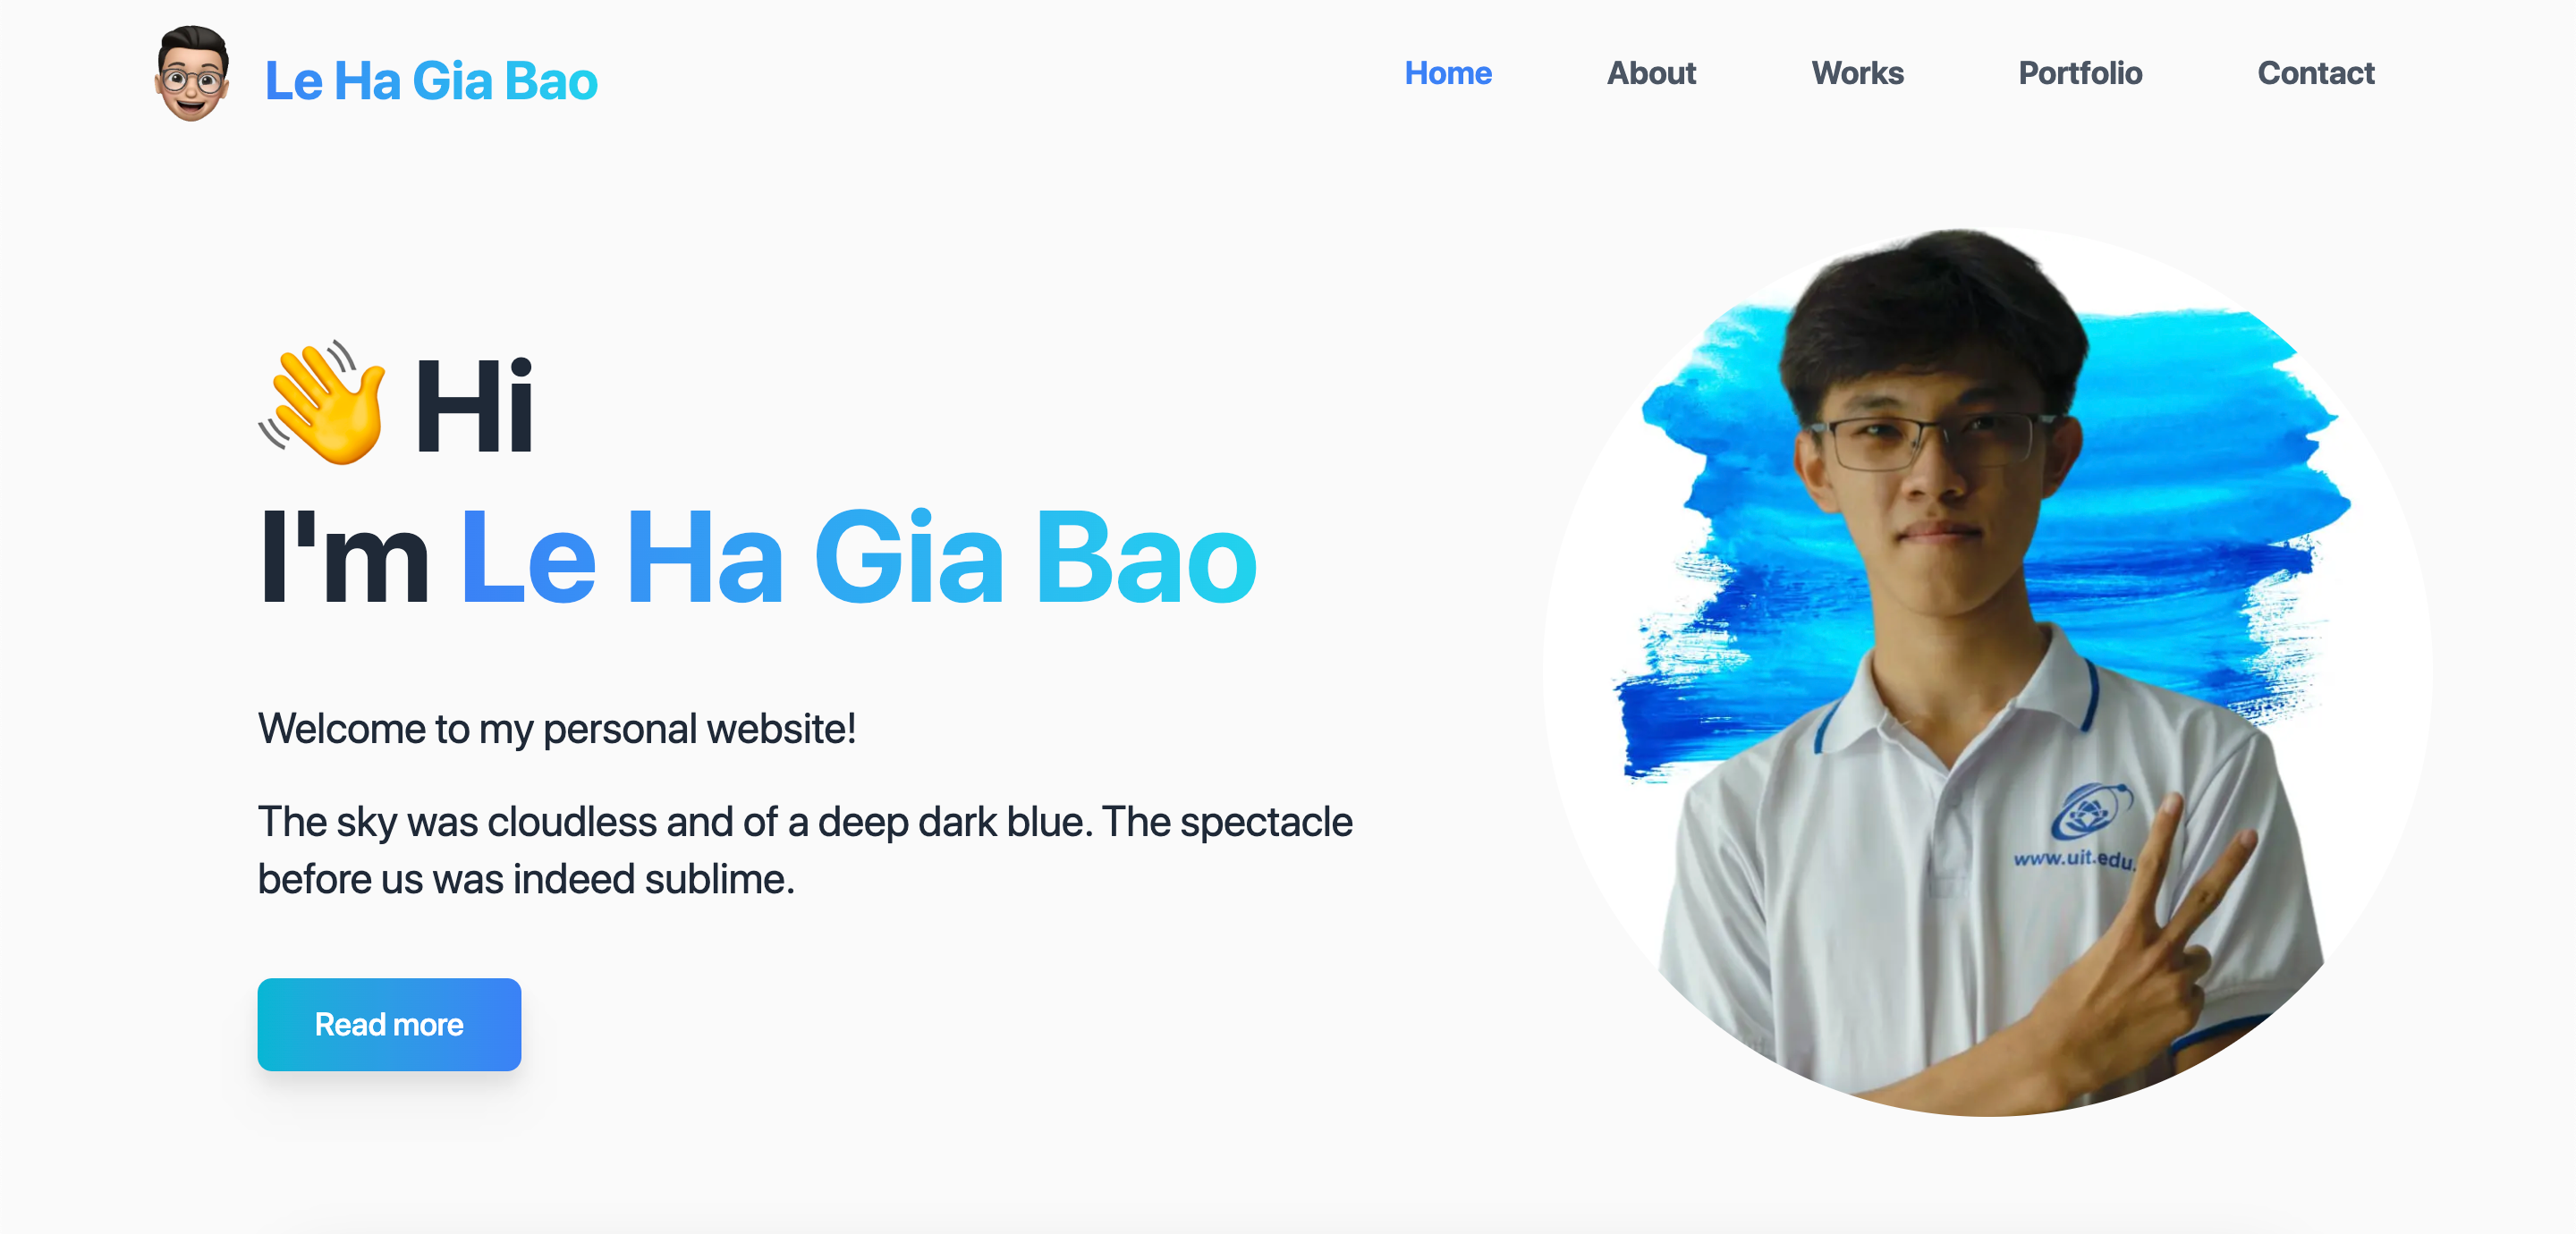 Le Ha Gia Bao
Home
About
Works
Portfolio
Contact
👋 Hi
I'm Le Ha Gia Bao
Welcome to my personal website!
The sky was cloudless and of a deep dark blue. The spectacle
before us was indeed sublime.
www.uit.edu.
Read more